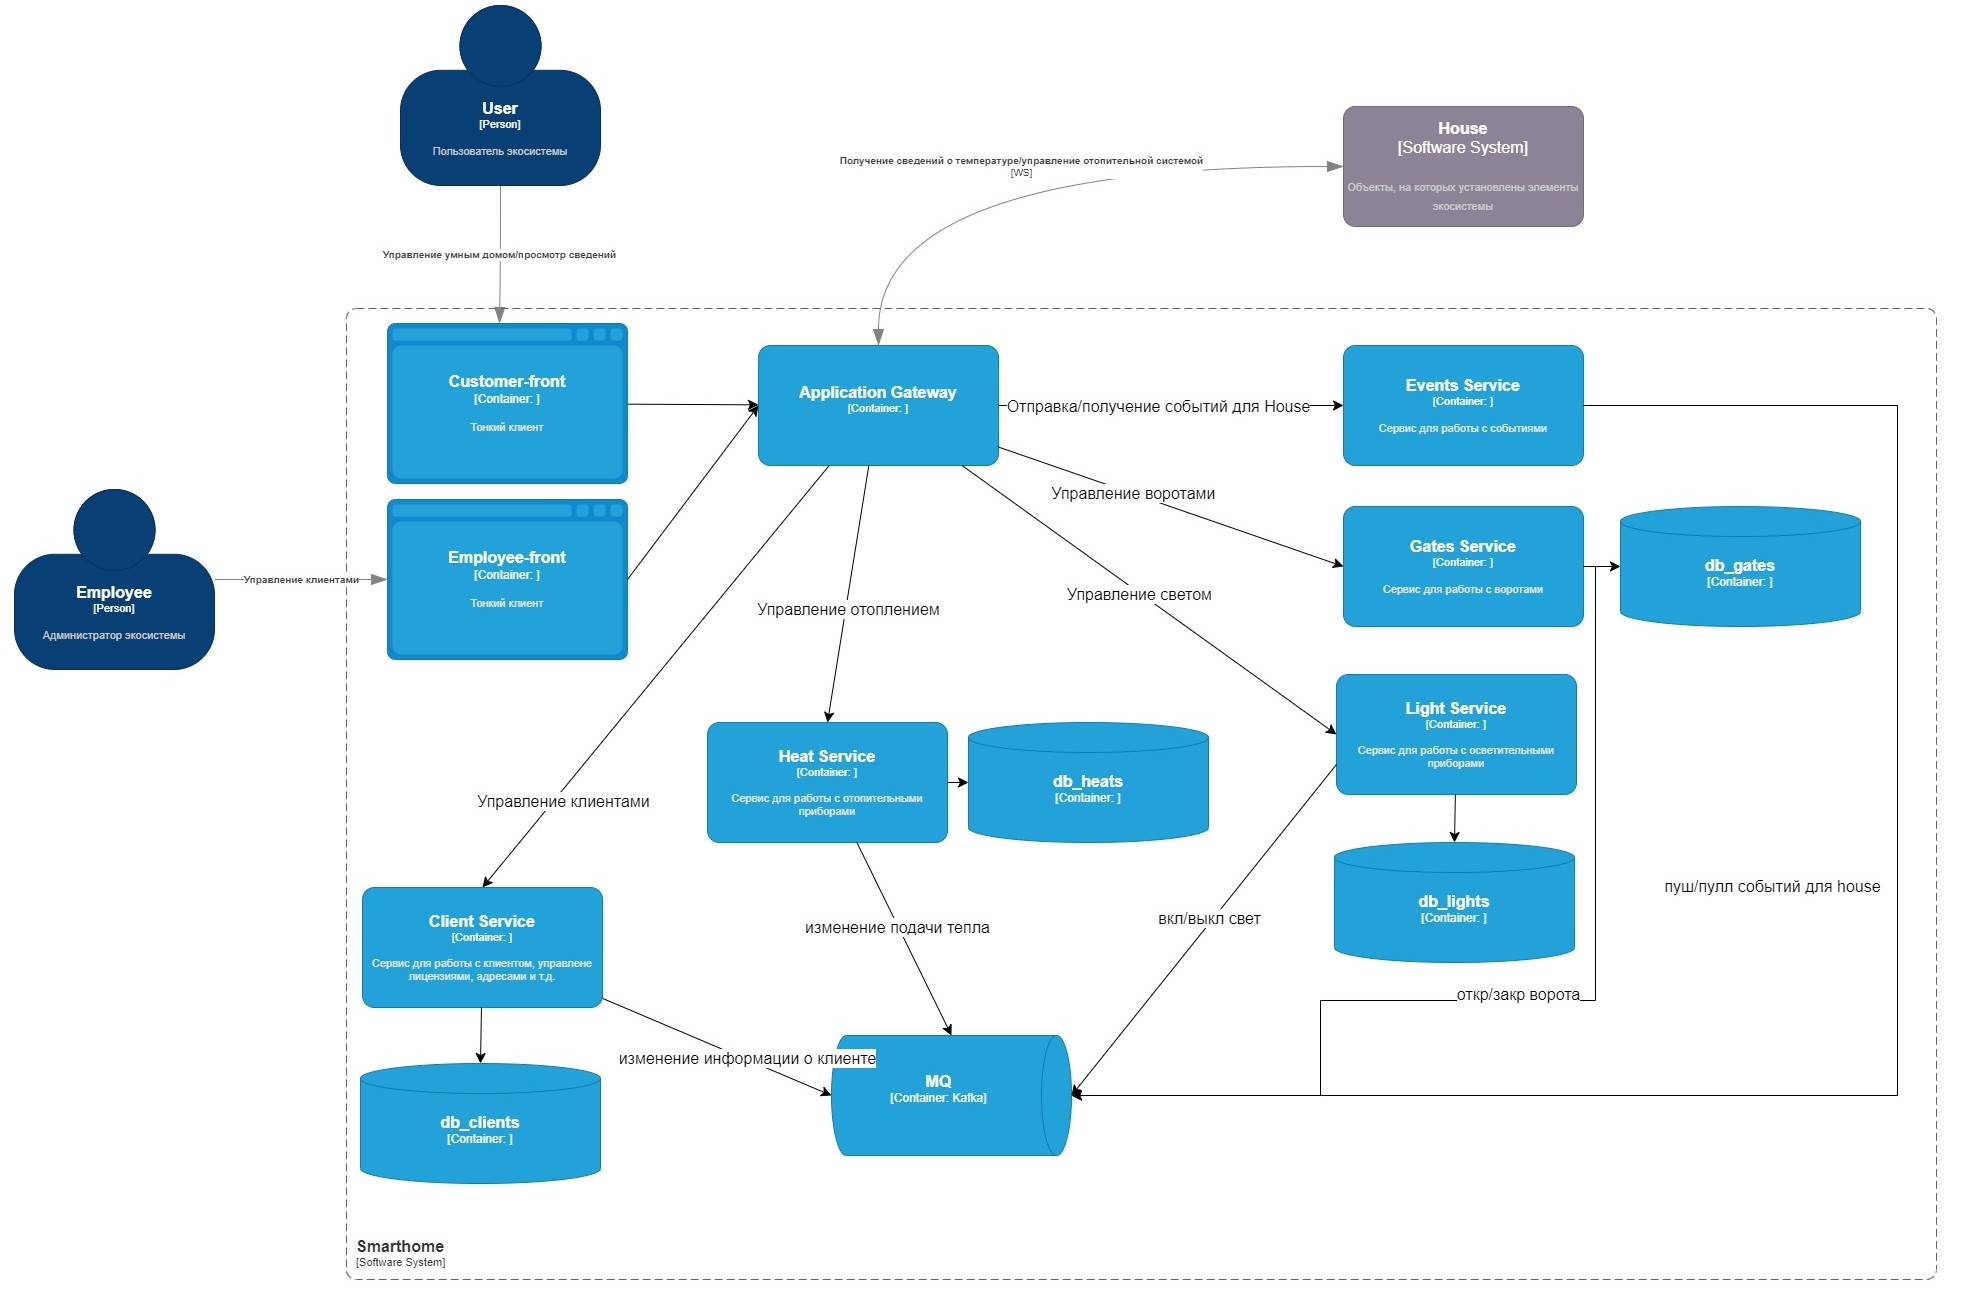 User
[Person]
Пользователь экосистемы
House
[Software System]
Объекты, на которых установлены элементы
экосистемы
Получение сведений о температуре/управление отопительной системой
[WS]
Управление умным домом/просмотр сведений
Customer-front
[Container: ]
Тонкий клиент
Application Gateway
[Container: ]
Отправка/получение событий для House
Events Service
[Container: ]
Сервис для работы с событиями
Employee
[Person]
Администратор экосистемы
Управление клиентами
Employee-front
[Container: ]
Тонкий клиент
Управление воротами
Gates Service
[Container: ]
Сервис для работы с воротами
db_gates
[Container: ]
Управление отоплением
Управление светом
Light Service
[Container: ]
Сервис для работы с осветительными
приборами
Heat Service
[Container: ]
Сервис для работы с отопительными
приборами
db_heats
[Container: ]
Управление клиентами
db_lights
[Container: ]
пуш/пулл событий для house
Client Service
[Container: ]
Сервис для работы с клиентом, управлене
лицензиями, адресами и т.д.
изменение подачи тепла
вкл/выкл свет
откр/закр ворота
изменение информации о клиенте
MQ
[Container: Kafka]
db_clients
[Container: ]
Smarthome
[Software System]